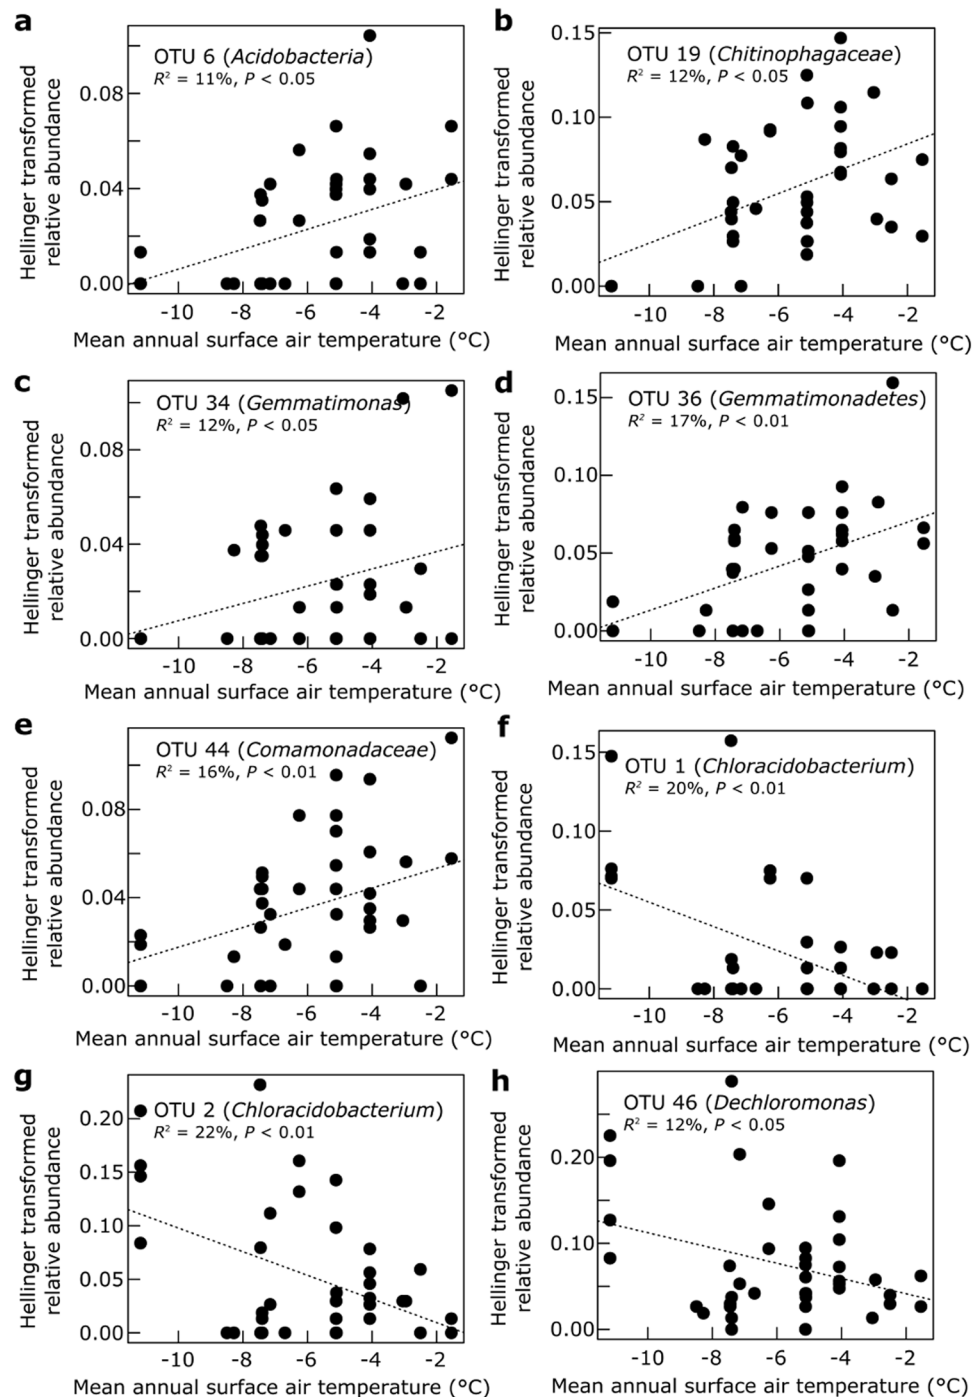 a
OTU 6 (Acidobacteria)
R² = 11%, P < 0.05
Hellinger transformed
relative abundance
0.08
0.04
0.00
-10 -8 -6 -4 -2
Mean annual surface air temperature (°C)
b
OTU 19 (Chitinophagaceae)
R² = 12%, P < 0.05
Hellinger transformed
relative abundance
0.15
0.10
0.05
0.00
-10 -8 -6 -4 -2
Mean annual surface air temperature (°C)
c
OTU 34 (Gemmatimonas)
R² = 12%, P < 0.05
Hellinger transformed
relative abundance
0.08
0.04
0.00
-10 -8 -6 -4 -2
Mean annual surface air temperature (°C)
d
OTU 36 (Gemmatimonadetes)
R² = 17%, P < 0.01
Hellinger transformed
relative abundance
0.15
0.10
0.05
0.00
-10 -8 -6 -4 -2
Mean annual surface air temperature (°C)
e
OTU 44 (Comamonadaceae)
R² = 16%, P < 0.01
Hellinger transformed
relative abundance
0.08
0.04
0.00
-10 -8 -6 -4 -2
Mean annual surface air temperature (°C)
f
OTU 1 (Chloracidobacterium)
R² = 20%, P < 0.01
Hellinger transformed
relative abundance
0.15
0.10
0.05
0.00
-10 -8 -6 -4 -2
Mean annual surface air temperature (°C)
g
OTU 2 (Chloracidobacterium)
R² = 22%, P < 0.01
Hellinger transformed
relative abundance
0.20
0.15
0.10
0.05
0.00
-10 -8 -6 -4 -2
Mean annual surface air temperature (°C)
h
OTU 46 (Dechloromonas)
R² = 12%, P < 0.05
Hellinger transformed
relative abundance
0.20
0.10
0.00
-10 -8 -6 -4 -2
Mean annual surface air temperature (°C)